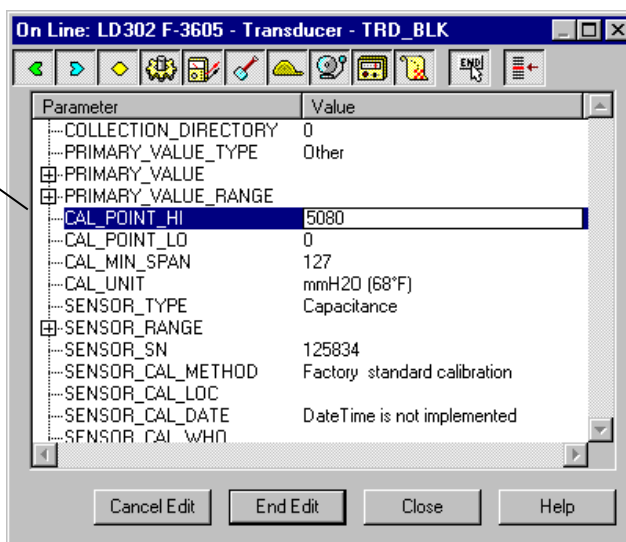 On Line: LD302 F-3605 - Transducer - TRD_BLK
END
Parameter Value
COLLECTION_DIRECTORY 0
PRIMARY_VALUE_TYPE Other
PRIMARY_VALUE
PRIMARY_VALUE_RANGE
CAL_POINT_HI 5080
CAL_POINT_LO 0
CAL_MIN_SPAN 127
CAL_UNIT mmH2O (68°F)
SENSOR_TYPE Capacitance
SENSOR_RANGE
SENSOR_SN 125834
SENSOR_CAL_METHOD Factory standard calibration
SENSOR_CAL_LOC
SENSOR_CAL_DATE DateTime is not implemented
SENSOR_CAL_WHO
Cancel Edit End Edit Close Help